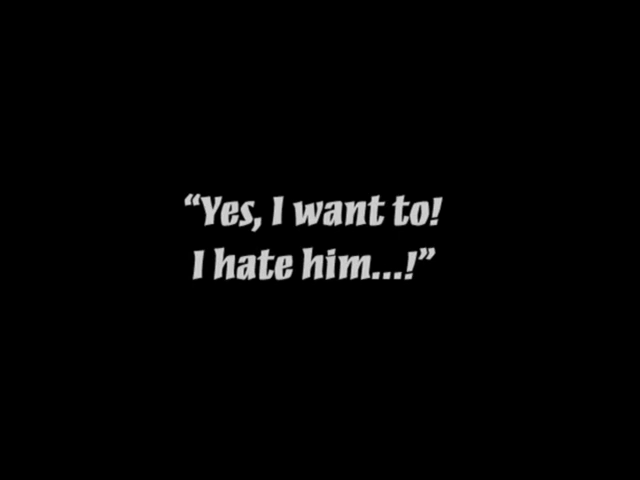 “Yes, I want to!
I hate him...!”